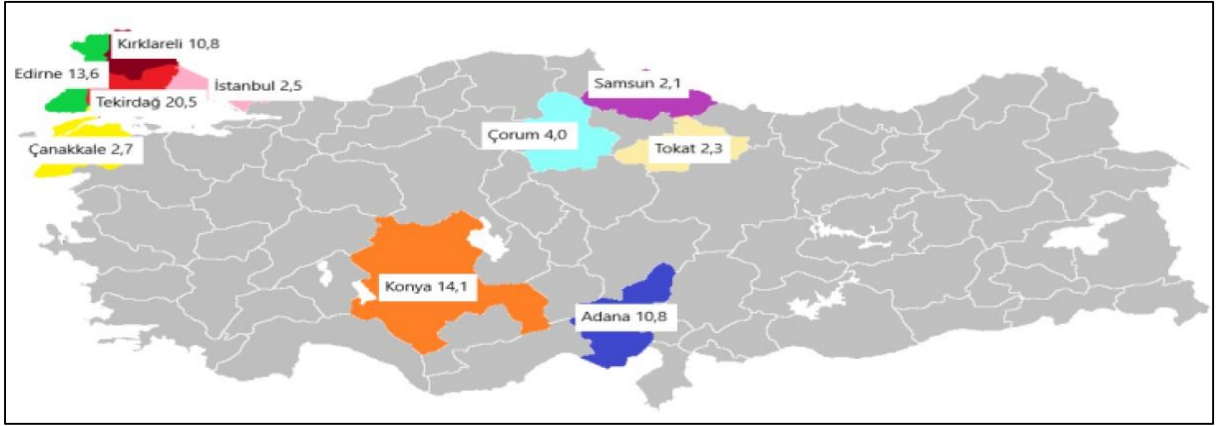 Kırklareli 10,8
Edirne 13,6
İstanbul 2,5
Tekirdağ 20,5
Çanakkale 2,7
Samsun 2,1
Çorum 4,0
Tokat 2,3
Konya 14,1
Adana 10,8